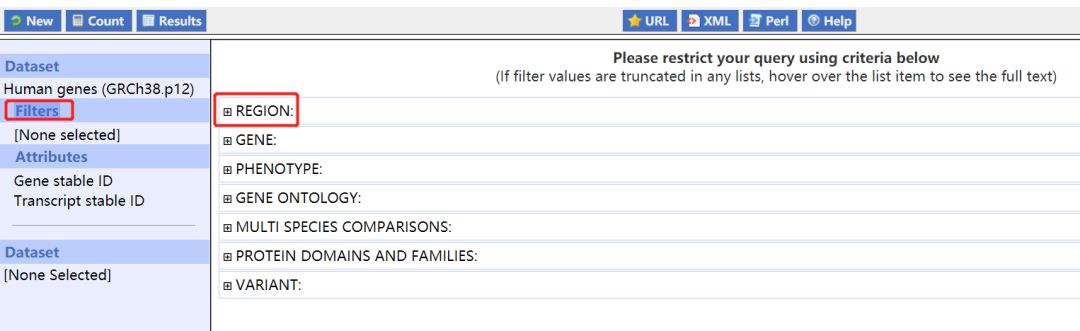 New Count Results URL XML Perl Help
Dataset
Human genes (GRCh38.p12)
Filters
[None selected]
Attributes
Gene stable ID
Transcript stable ID
Dataset
[None Selected]
Please restrict your query using criteria below
(If filter values are truncated in any lists, hover over the list item to see the full text)
REGION:
GENE:
PHENOTYPE:
GENE ONTOLOGY:
MULTI SPECIES COMPARISONS:
PROTEIN DOMAINS AND FAMILIES:
VARIANT: